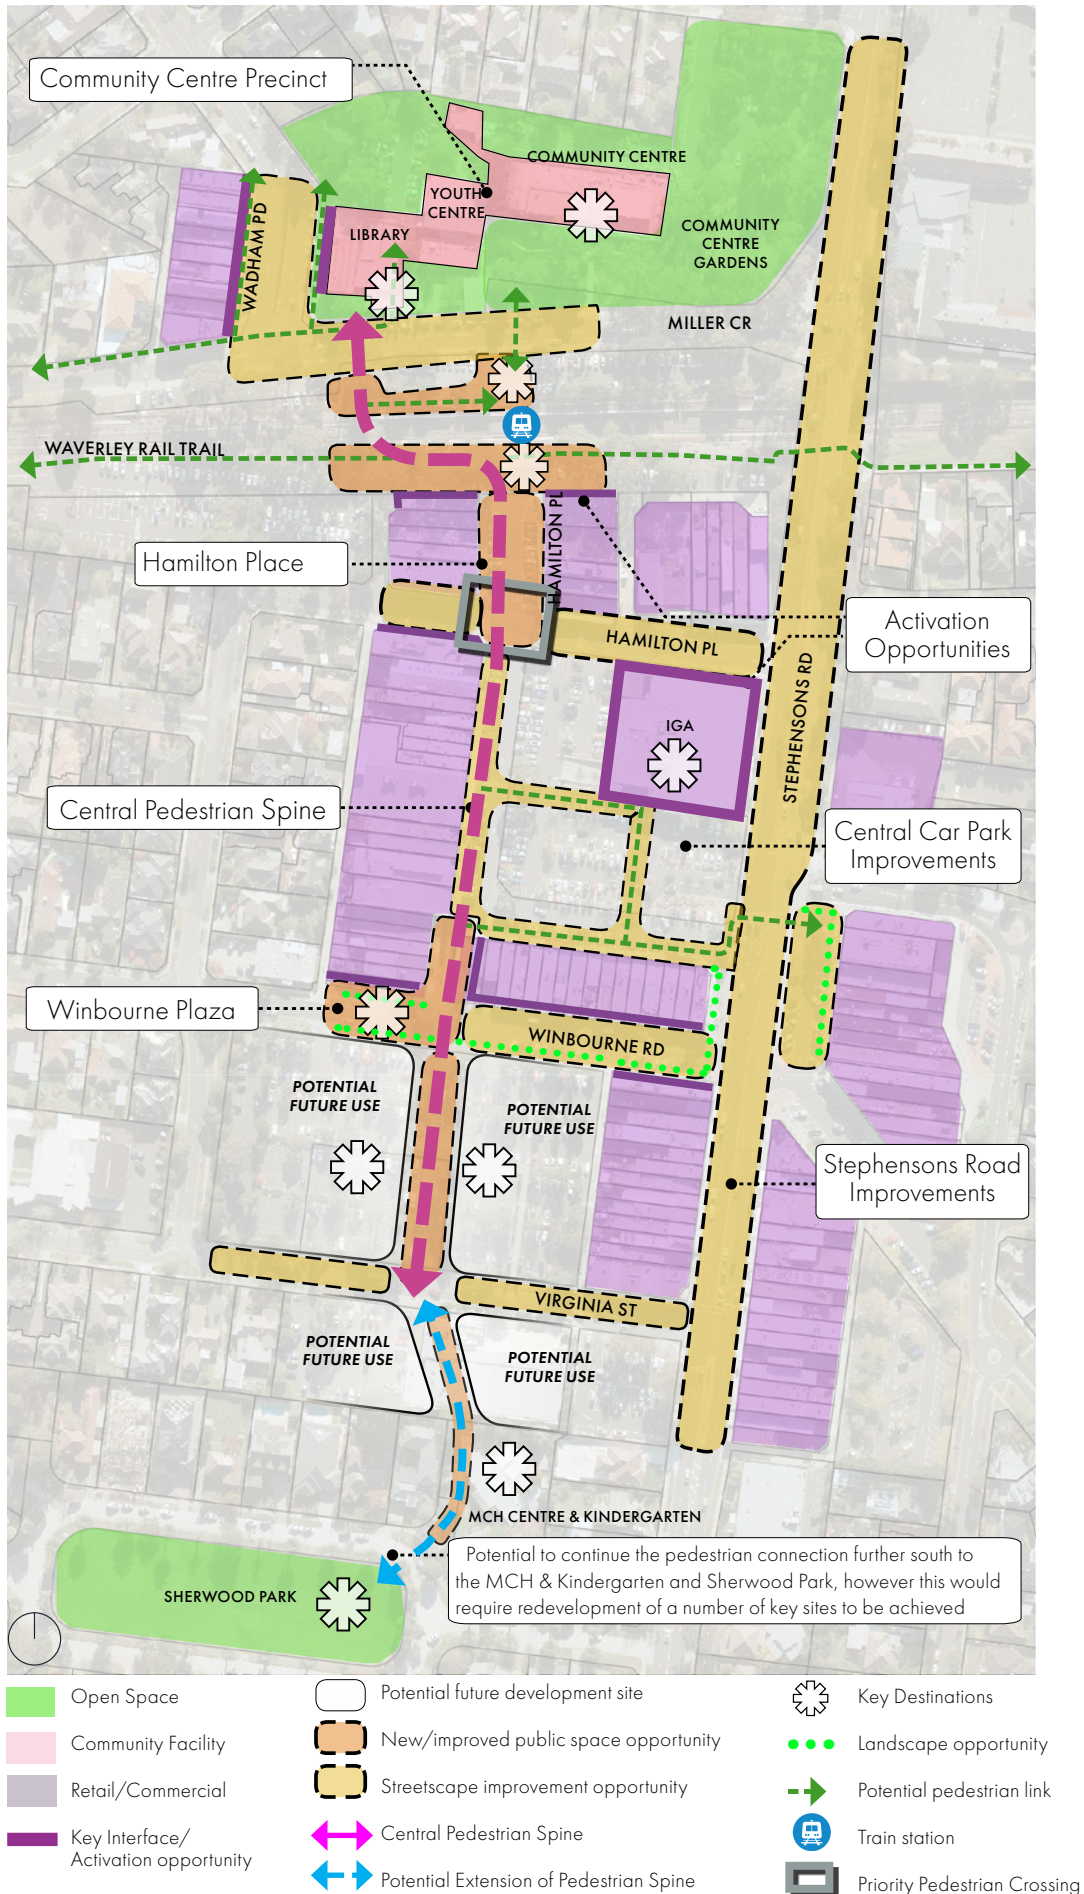 Community Centre Precinct
COMMUNITY CENTRE
YOUTH
CENTRE
LIBRARY
COMMUNITY
CENTRE
GARDENS
WADHAM PD
MILLER CR
WAVERLEY RAIL TRAIL
HAMILTON PL
Hamilton Place
Activation
Opportunities
HAMILTON PL
STEPHENSONS RD
IGA
Central Pedestrian Spine
Central Car Park
Improvements
Winbourne Plaza
WINBOURNE RD
POTENTIAL
FUTURE USE
POTENTIAL
FUTURE USE
Stephensons Road
Improvements
VIRGINIA ST
POTENTIAL
FUTURE USE
POTENTIAL
FUTURE USE
MCH CENTRE & KINDERGARTEN
Potential to continue the pedestrian connection further south to
the MCH & Kindergarten and Sherwood Park, however this would
require redevelopment of a number of key sites to be achieved
SHERWOOD PARK
Open Space
Community Facility
Retail/Commercial
Key Interface/
Activation opportunity
Potential future development site
New/improved public space opportunity
Streetscape improvement opportunity
Central Pedestrian Spine
Potential Extension of Pedestrian Spine
Key Destinations
Landscape opportunity
Potential pedestrian link
Train station
Priority Pedestrian Crossing